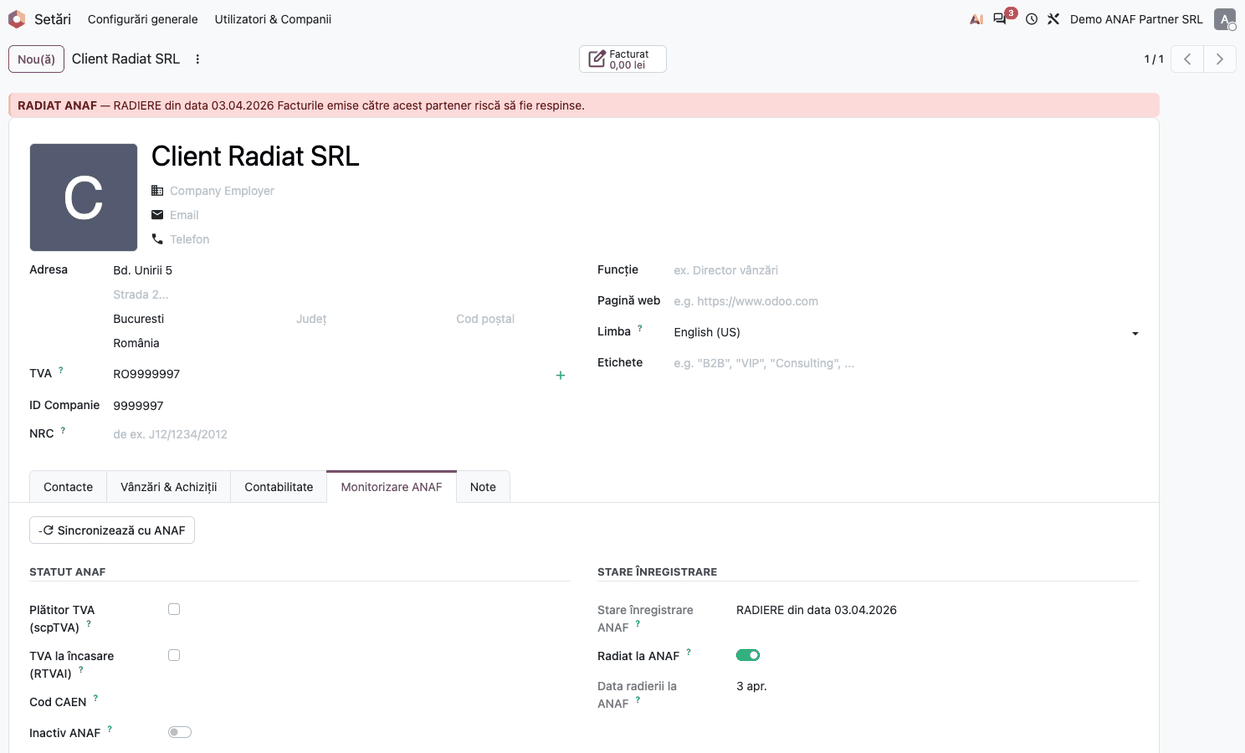 Setări Configurări generale Utilizatori & Companii 3 Demo ANAF Partner SRL A
Nou(ă) Client Radiat SRL Facturat 0,00 lei 1 / 1
RADIAT ANAF — RADIERE din data 03.04.2026 Facturile emise către acest partener riscă să fie respinse.
C
Client Radiat SRL
Company Employer
Email
Telefon
Adresa Bd. Unirii 5
Strada 2...
Bucuresti Județ Cod poștal
România
TVA ? RO9999997 +
ID Companie 9999997
NRC ? de ex. J12/1234/2012
Funcție ex. Director vânzări
Pagină web e.g. https://www.odoo.com
Limba ? English (US)
Etichete e.g. "B2B", "VIP", "Consulting", ...
Contacte Vânzări & Achiziții Contabilitate Monitorizare ANAF Note
Sincronizează cu ANAF
STATUT ANAF
Plătitor TVA
(scpTVA) ?
TVA la încasare
(RTVAI) ?
Cod CAEN ?
Inactiv ANAF ?
STARE ÎNREGISTRARE
Stare înregistrare
ANAF ?
RADIERE din data 03.04.2026
Radiat la ANAF ?
Data radierii la
ANAF ?
3 apr.